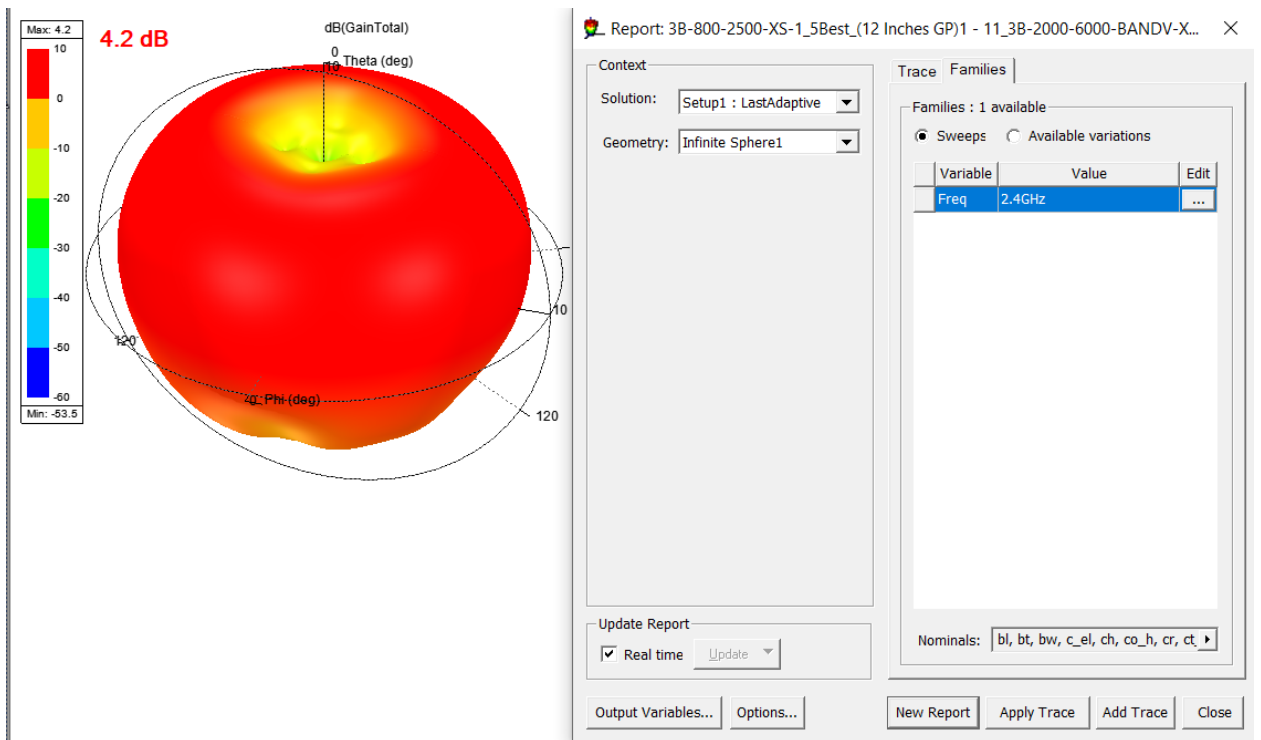 Max: 4.2
10
0
-10
-20
-30
-40
-50
-60
Min: -53.5
4.2 dB
dB(GainTotal)
0
Theta (deg)
10
10
120
0
Phi (deg)
120
Report: 3B-800-2500-XS-1_5Best_(12 Inches GP)1 - 11_3B-2000-6000-BANDV-X...
Context
Solution: Setup1 : LastAdaptive
Geometry: Infinite Sphere1
Update Report
Real time Update
Output Variables... Options...
Trace Families
Families : 1 available
Sweeps Available variations
Variable Value Edit
Freq 2.4GHz ...
Nominals: bl, bt, bw, c_el, ch, co_h, cr, ct_
New Report Apply Trace Add Trace Close